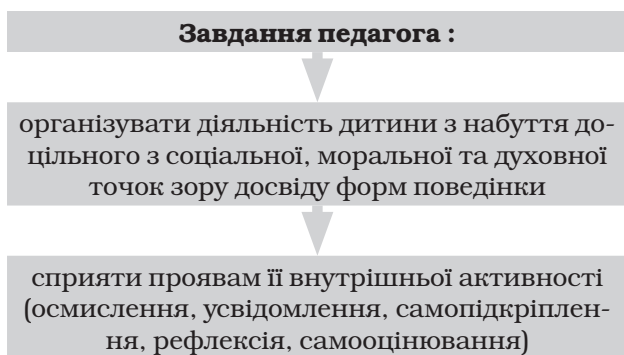 Завдання педагога :
організувати діяльність дитини з набуття до-
цільного з соціальної, моральної та духовної
точок зору досвіду форм поведінки
сприяти проявам її внутрішньої активності
(осмислення, усвідомлення, самопідкріплен-
ня, рефлексія, самооцінювання)